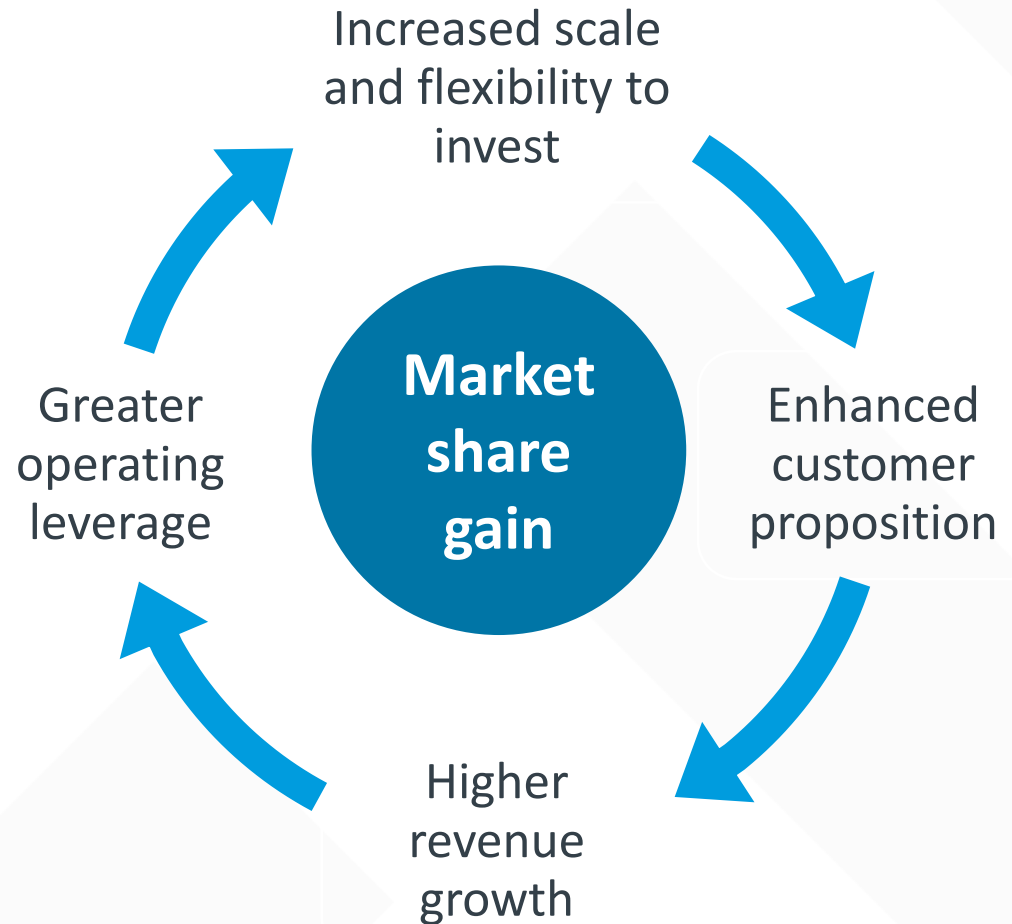 Increased scale
and flexibility to
invest
Market
share
gain
Greater
operating
leverage
Enhanced
customer
proposition
Higher
revenue
growth